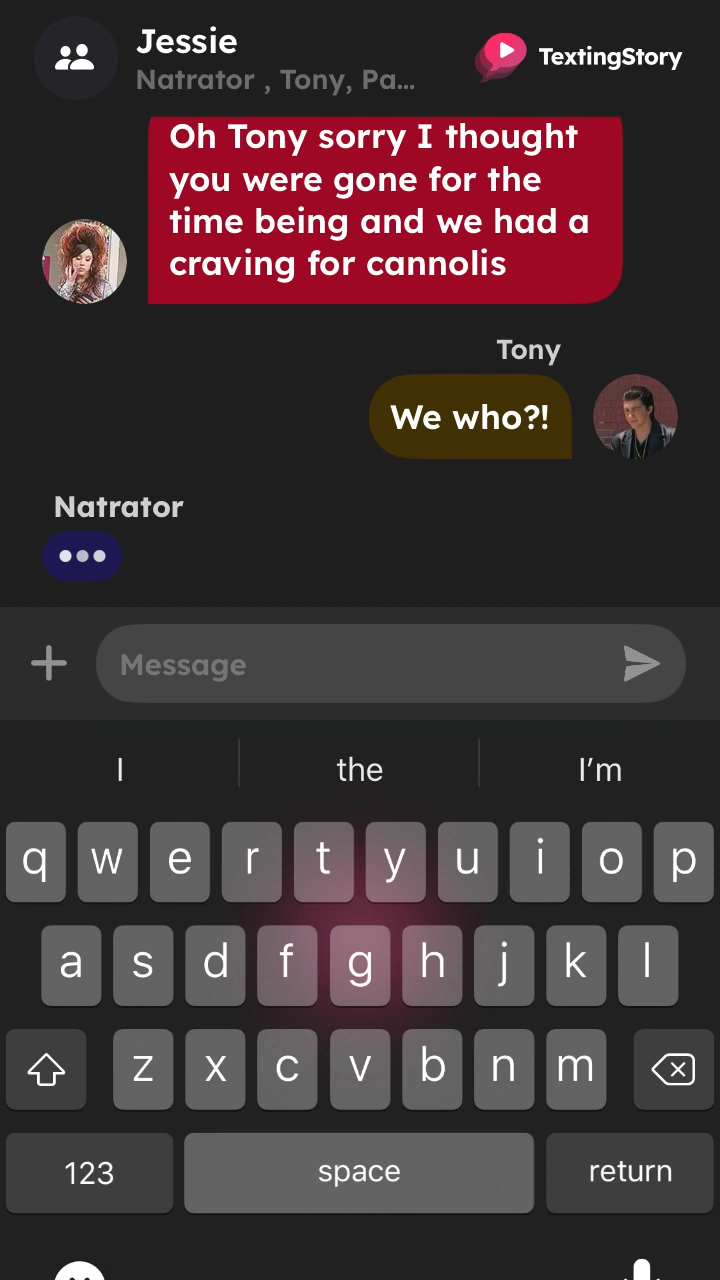 Jessie
Natrator , Tony, Pa...
TextingStory
Oh Tony sorry I thought
you were gone for the
time being and we had a
craving for cannolis
Tony
We who?!
Natrator
Message
I the I'm
q w e r t y u i o p
a s d f g h j k l
z x c v b n m
123 space return